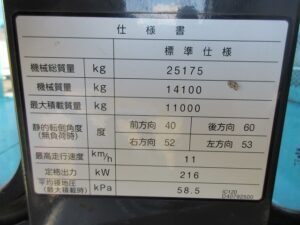 仕様書
標準仕様
機械総質量 kg 25175
機械質量 kg 14100
最大積載質量 kg 11000
静的転倒角度 度 前方向 40 後方向 60
(無負荷時) 右方向 52 左方向 53
最高走行速度 km/h 11
定格出力 kW 216
平均接地圧 kPa 58.5
(最大積載時)
IC120